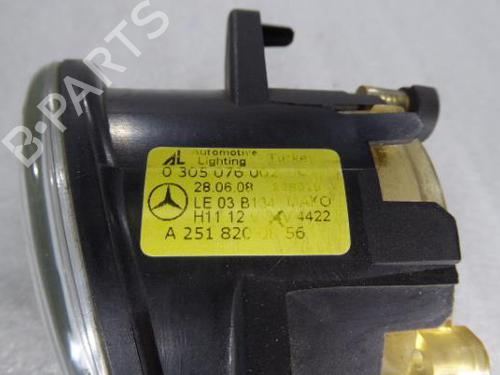 B-PARTS
AL Automotive Lighting Turkey
0 305 076 002
28.06.08
LE 03 B134 MAKO
H11 12V 4422
A 251 820 56